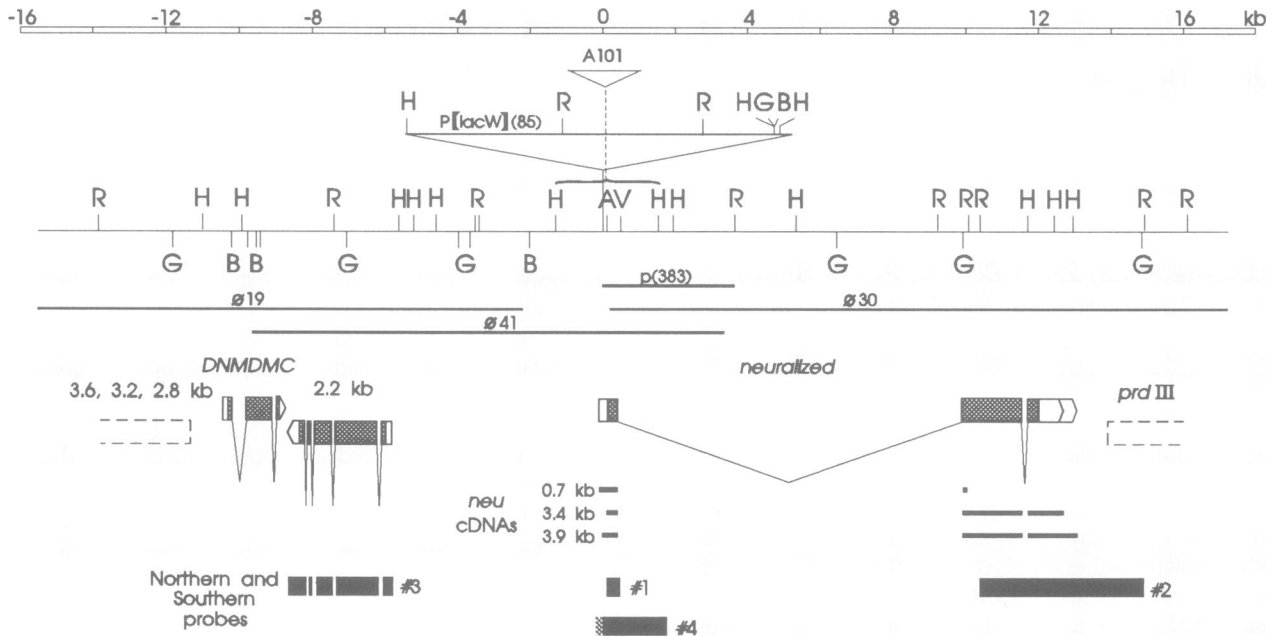 -16 -12 -8 -4 0 4 8 12 16 kb
A101
H R R HGBH
P[lacW](85)
R H H R HH H R H AV H H R H R RR H H H R R
G B B G G B G G G
p(383)
ø19 ø30
ø41
DNMDMC neuralized
3.6, 3.2, 2.8 kb 2.2 kb prd III
0.7 kb
neu 3.4 kb
cDNAs
3.9 kb
Northern and #3 #1 #2
Southern
probes
#4